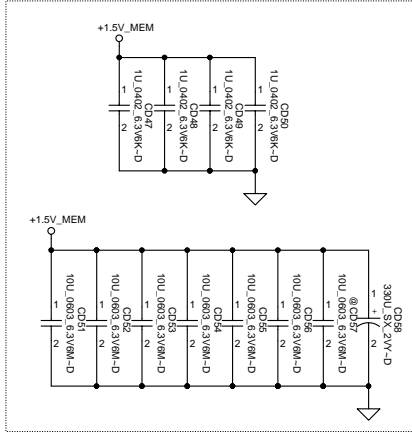 +1.5V_MEM
1
2
1U_0402_6.3V6K~D
CD47
1
2
1U_0402_6.3V6K~D
CD48
1
2
1U_0402_6.3V6K~D
CD49
1
2
1U_0402_6.3V6K~D
CD50
+1.5V_MEM
1
2
10U_0603_6.3V6M~D
CD51
1
2
10U_0603_6.3V6M~D
CD52
1
2
10U_0603_6.3V6M~D
CD53
1
2
10U_0603_6.3V6M~D
CD54
1
2
10U_0603_6.3V6M~D
CD55
1
2
10U_0603_6.3V6M~D
CD56
1
2
10U_0603_6.3V6M~D
@CD57
1
+
2
330U_SX_2VY~D
CD58